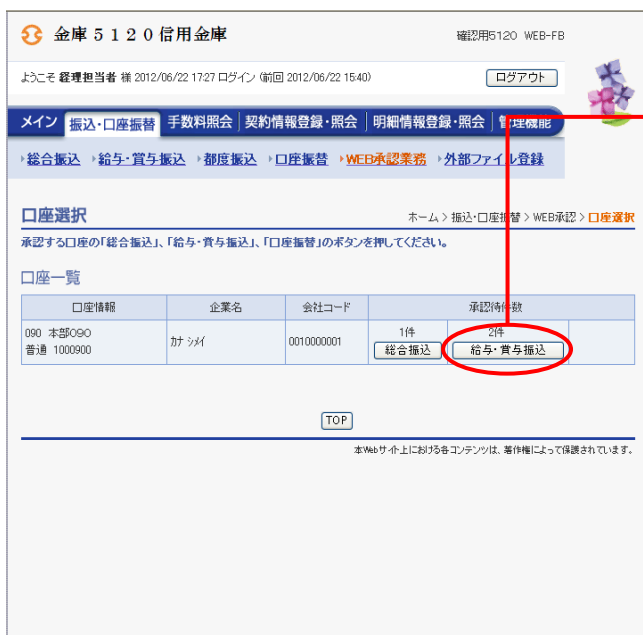 金庫５１２０信用金庫
確認用5120 WEB-FB
ようこそ 経理担当者 様 2012/06/22 17:27 ログイン (前回 2012/06/22 15:40)
ログアウト
メイン 振込・口座振替 手数料照会 契約情報登録・照会 明細情報登録・照会 管理機能
総合振込 給与・賞与振込 都度振込 口座振替 WEB承認業務 外部ファイル登録
口座選択
ホーム > 振込・口座振替 > WEB承認 > 口座選択
承認する口座の「総合振込」、「給与・賞与振込」、「口座振替」のボタンを押してください。
口座一覧
口座情報 企業名 会社コード 承認待件数
090 本部090
普通 1000900
カナ シメイ
0010000001
1件
総合振込
2件
給与・賞与振込
TOP
本Webサイト上における各コンテンツは、著作権によって保護されています。